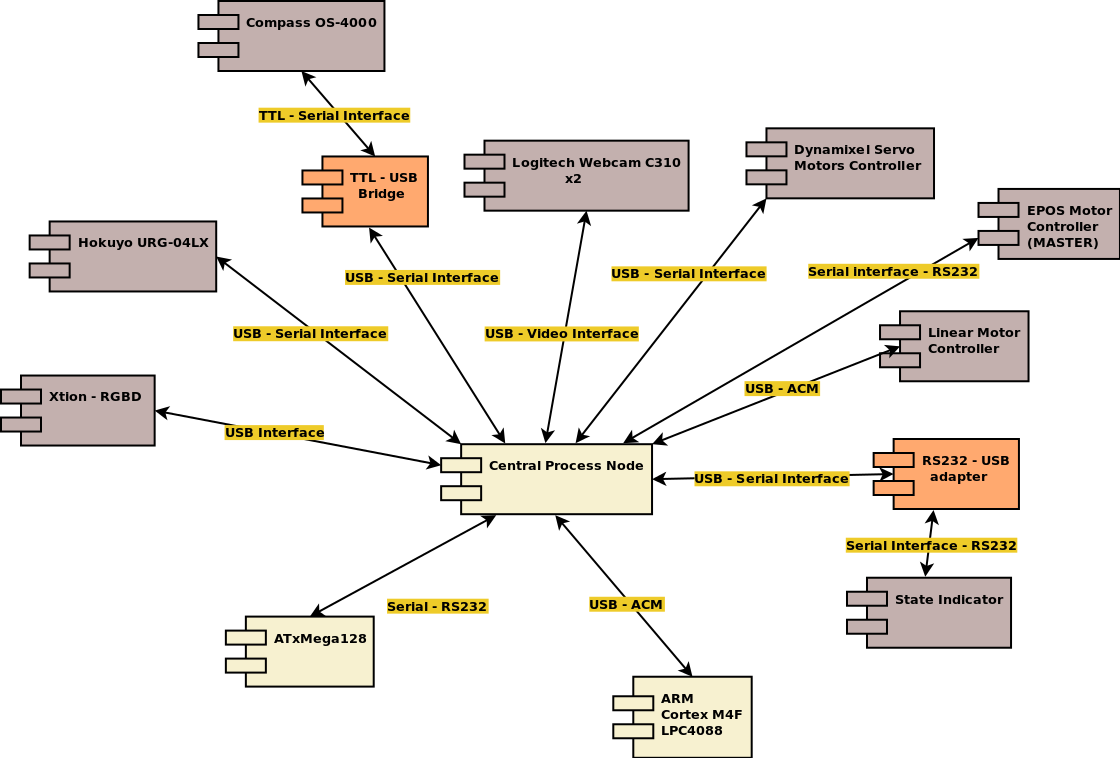 Compass OS-4000
TTL - Serial Interface
TTL - USB
Bridge
Logitech Webcam C310
x2
Dynamixel Servo
Motors Controller
EPOS Motor
Controller
(MASTER)
Hokuyo URG-04LX
USB - Serial Interface
USB - Serial Interface
Serial interface - RS232
USB - Serial Interface
USB - Video Interface
Linear Motor
Controller
Xtion - RGBD
USB - ACM
USB Interface
Central Process Node
USB - Serial Interface
RS232 - USB
adapter
Serial Interface - RS232
State Indicator
Serial - RS232
USB - ACM
ATxMega128
ARM
Cortex M4F
LPC4088